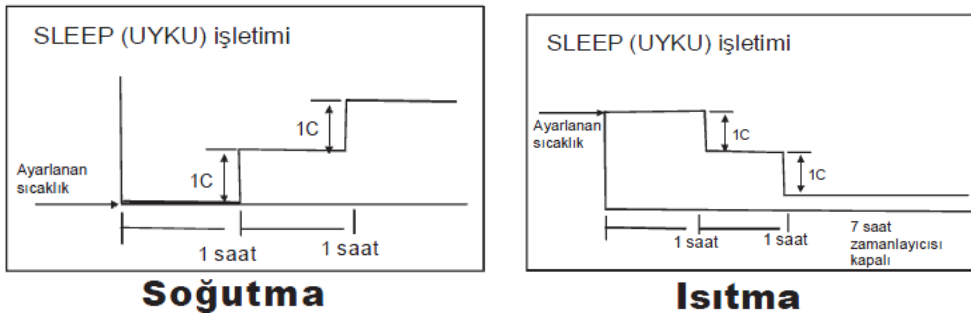 SLEEP (UYKU) işletimi
1C
1C
Ayarlanan
sıcaklık
1 saat
1 saat
Soğutma
SLEEP (UYKU) işletimi
Ayarlanan
sıcaklık
1C
1C
1 saat
1 saat
7 saat
zamanlayıcısı
kapalı
Isıtma